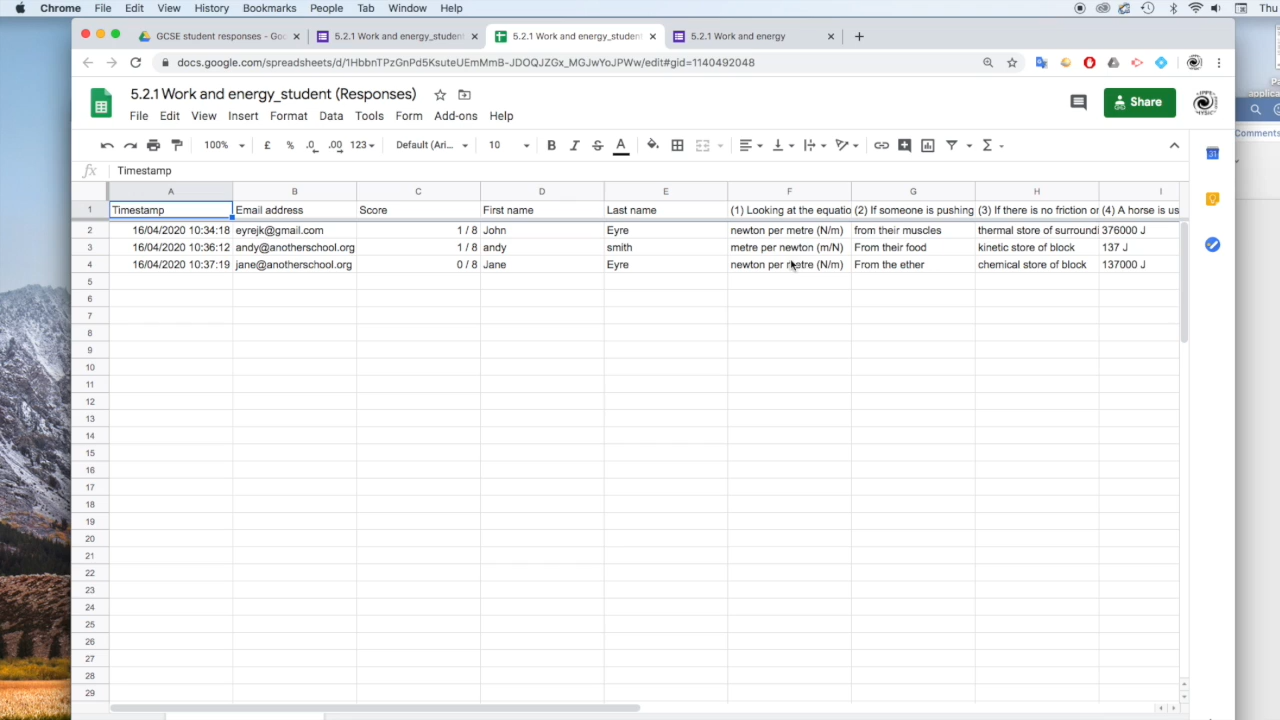 Chrome File Edit View History Bookmarks People Tab Window Help Thu
GCSE student responses - Goo 5.2.1 Work and energy_student 5.2.1 Work and energy_student 5.2.1 Work and energy
docs.google.com/spreadsheets/d/1HbbnTPzGnPd5KsuteUEmMmB-JDOQJZGx_MGJwYoJPWw/edit#gid=1140492048
5.2.1 Work and energy_student (Responses)
Share
File Edit View Insert Format Data Tools Form Add-ons Help
Comments
100% £ % .0 .00 123 Default (Ari... 10 B I S A Σ
fx Timestamp
A B C D E F G H I
1 Timestamp Email address Score First name Last name (1) Looking at the equatio (2) If someone is pushing (3) If there is no friction or (4) A horse is us
2 16/04/2020 10:34:18 eyrejk@gmail.com 1 / 8 John Eyre newton per metre (N/m) from their muscles thermal store of surroundi 376000 J
3 16/04/2020 10:36:12 andy@anotherschool.org 1 / 8 andy smith metre per newton (m/N) From their food kinetic store of block 137 J
4 16/04/2020 10:37:19 jane@anotherschool.org 0 / 8 Jane Eyre newton per metre (N/m) From the ether chemical store of block 137000 J
5
6
7
8
9
10
11
12
13
14
15
16
17
18
19
20
21
22
23
24
25
26
27
28
29